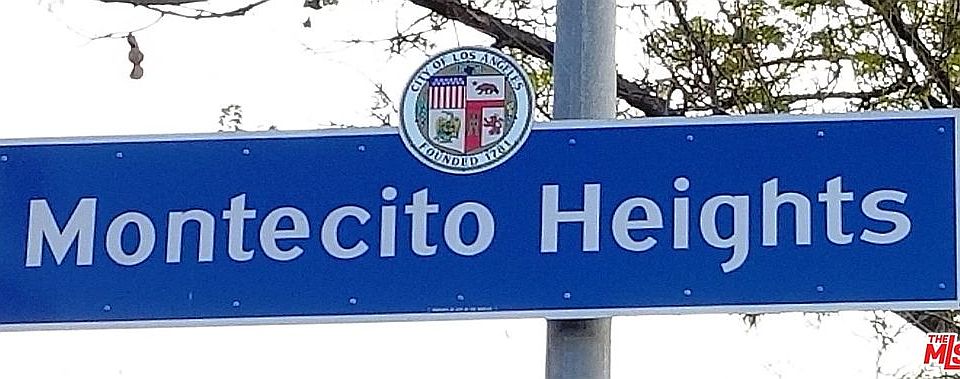 CITY OF LOS ANGELES
FOUNDED 1781
Montecito Heights
THE
MLS